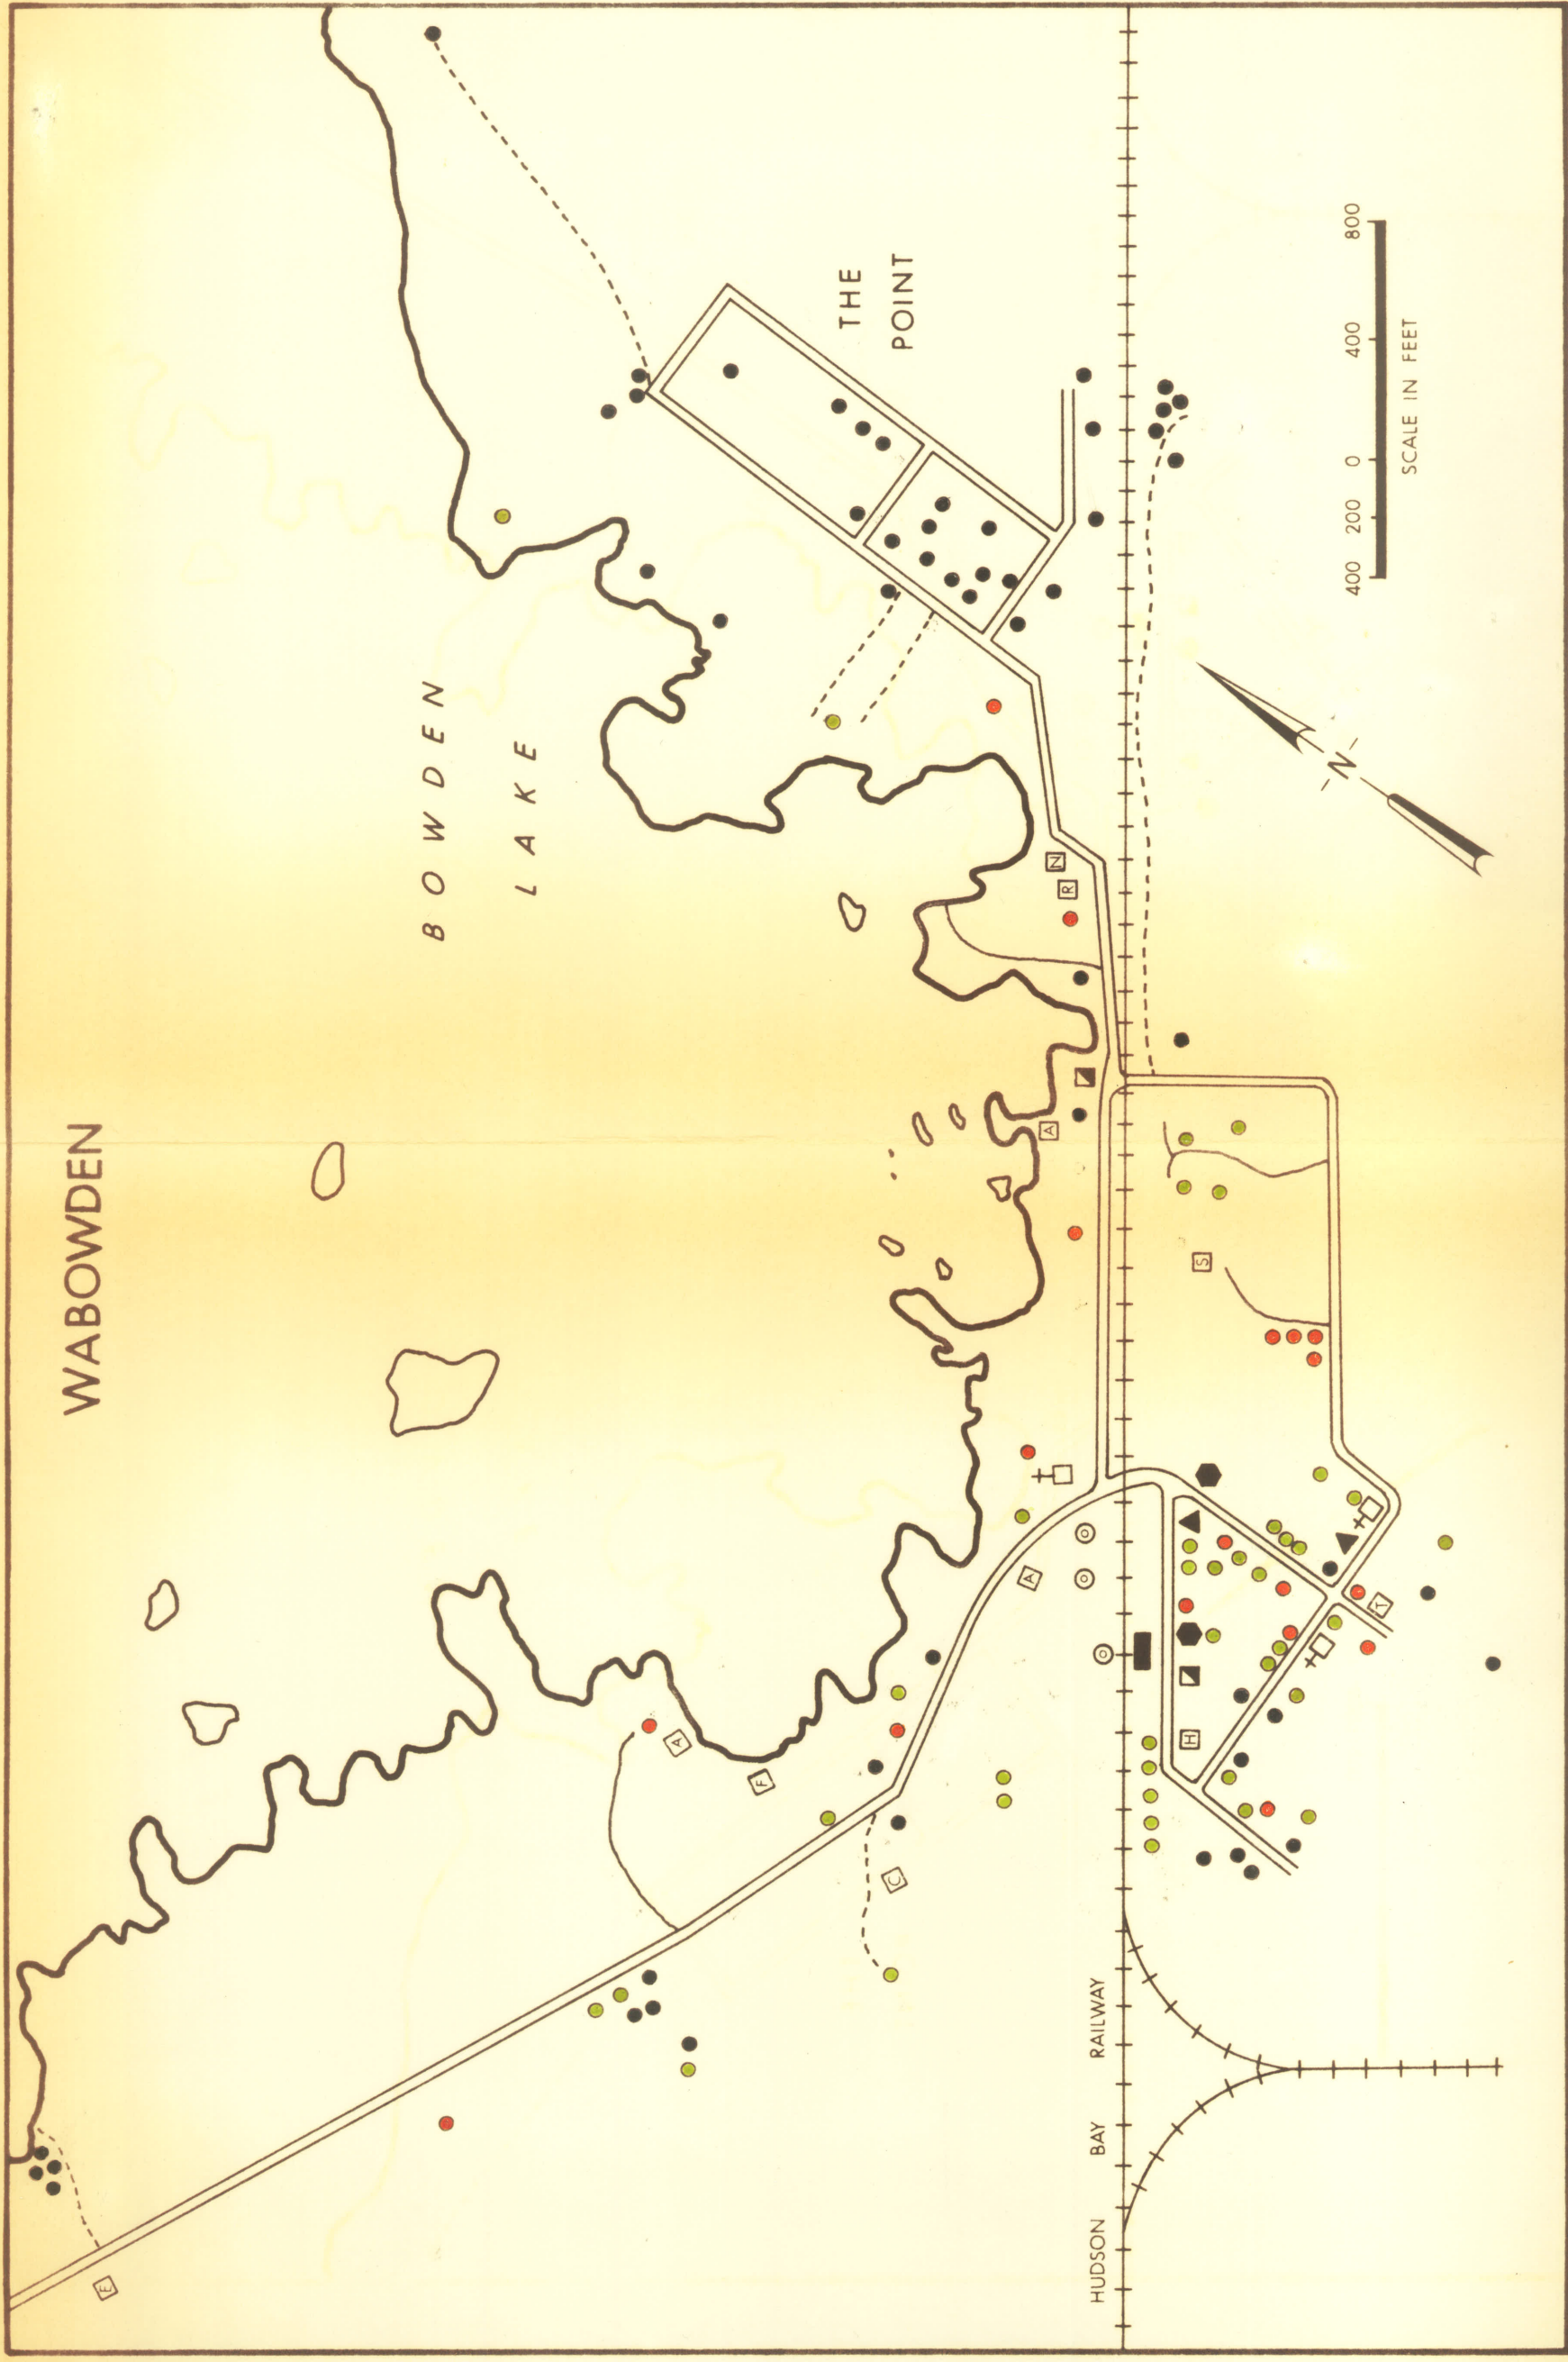 WABOWDEN
BOWDEN
LAKE
THE
POINT
HUDSON BAY RAILWAY
400 200 0 400 800
SCALE IN FEET
N
N
R
A
S
A
J
H
A
F
C
E